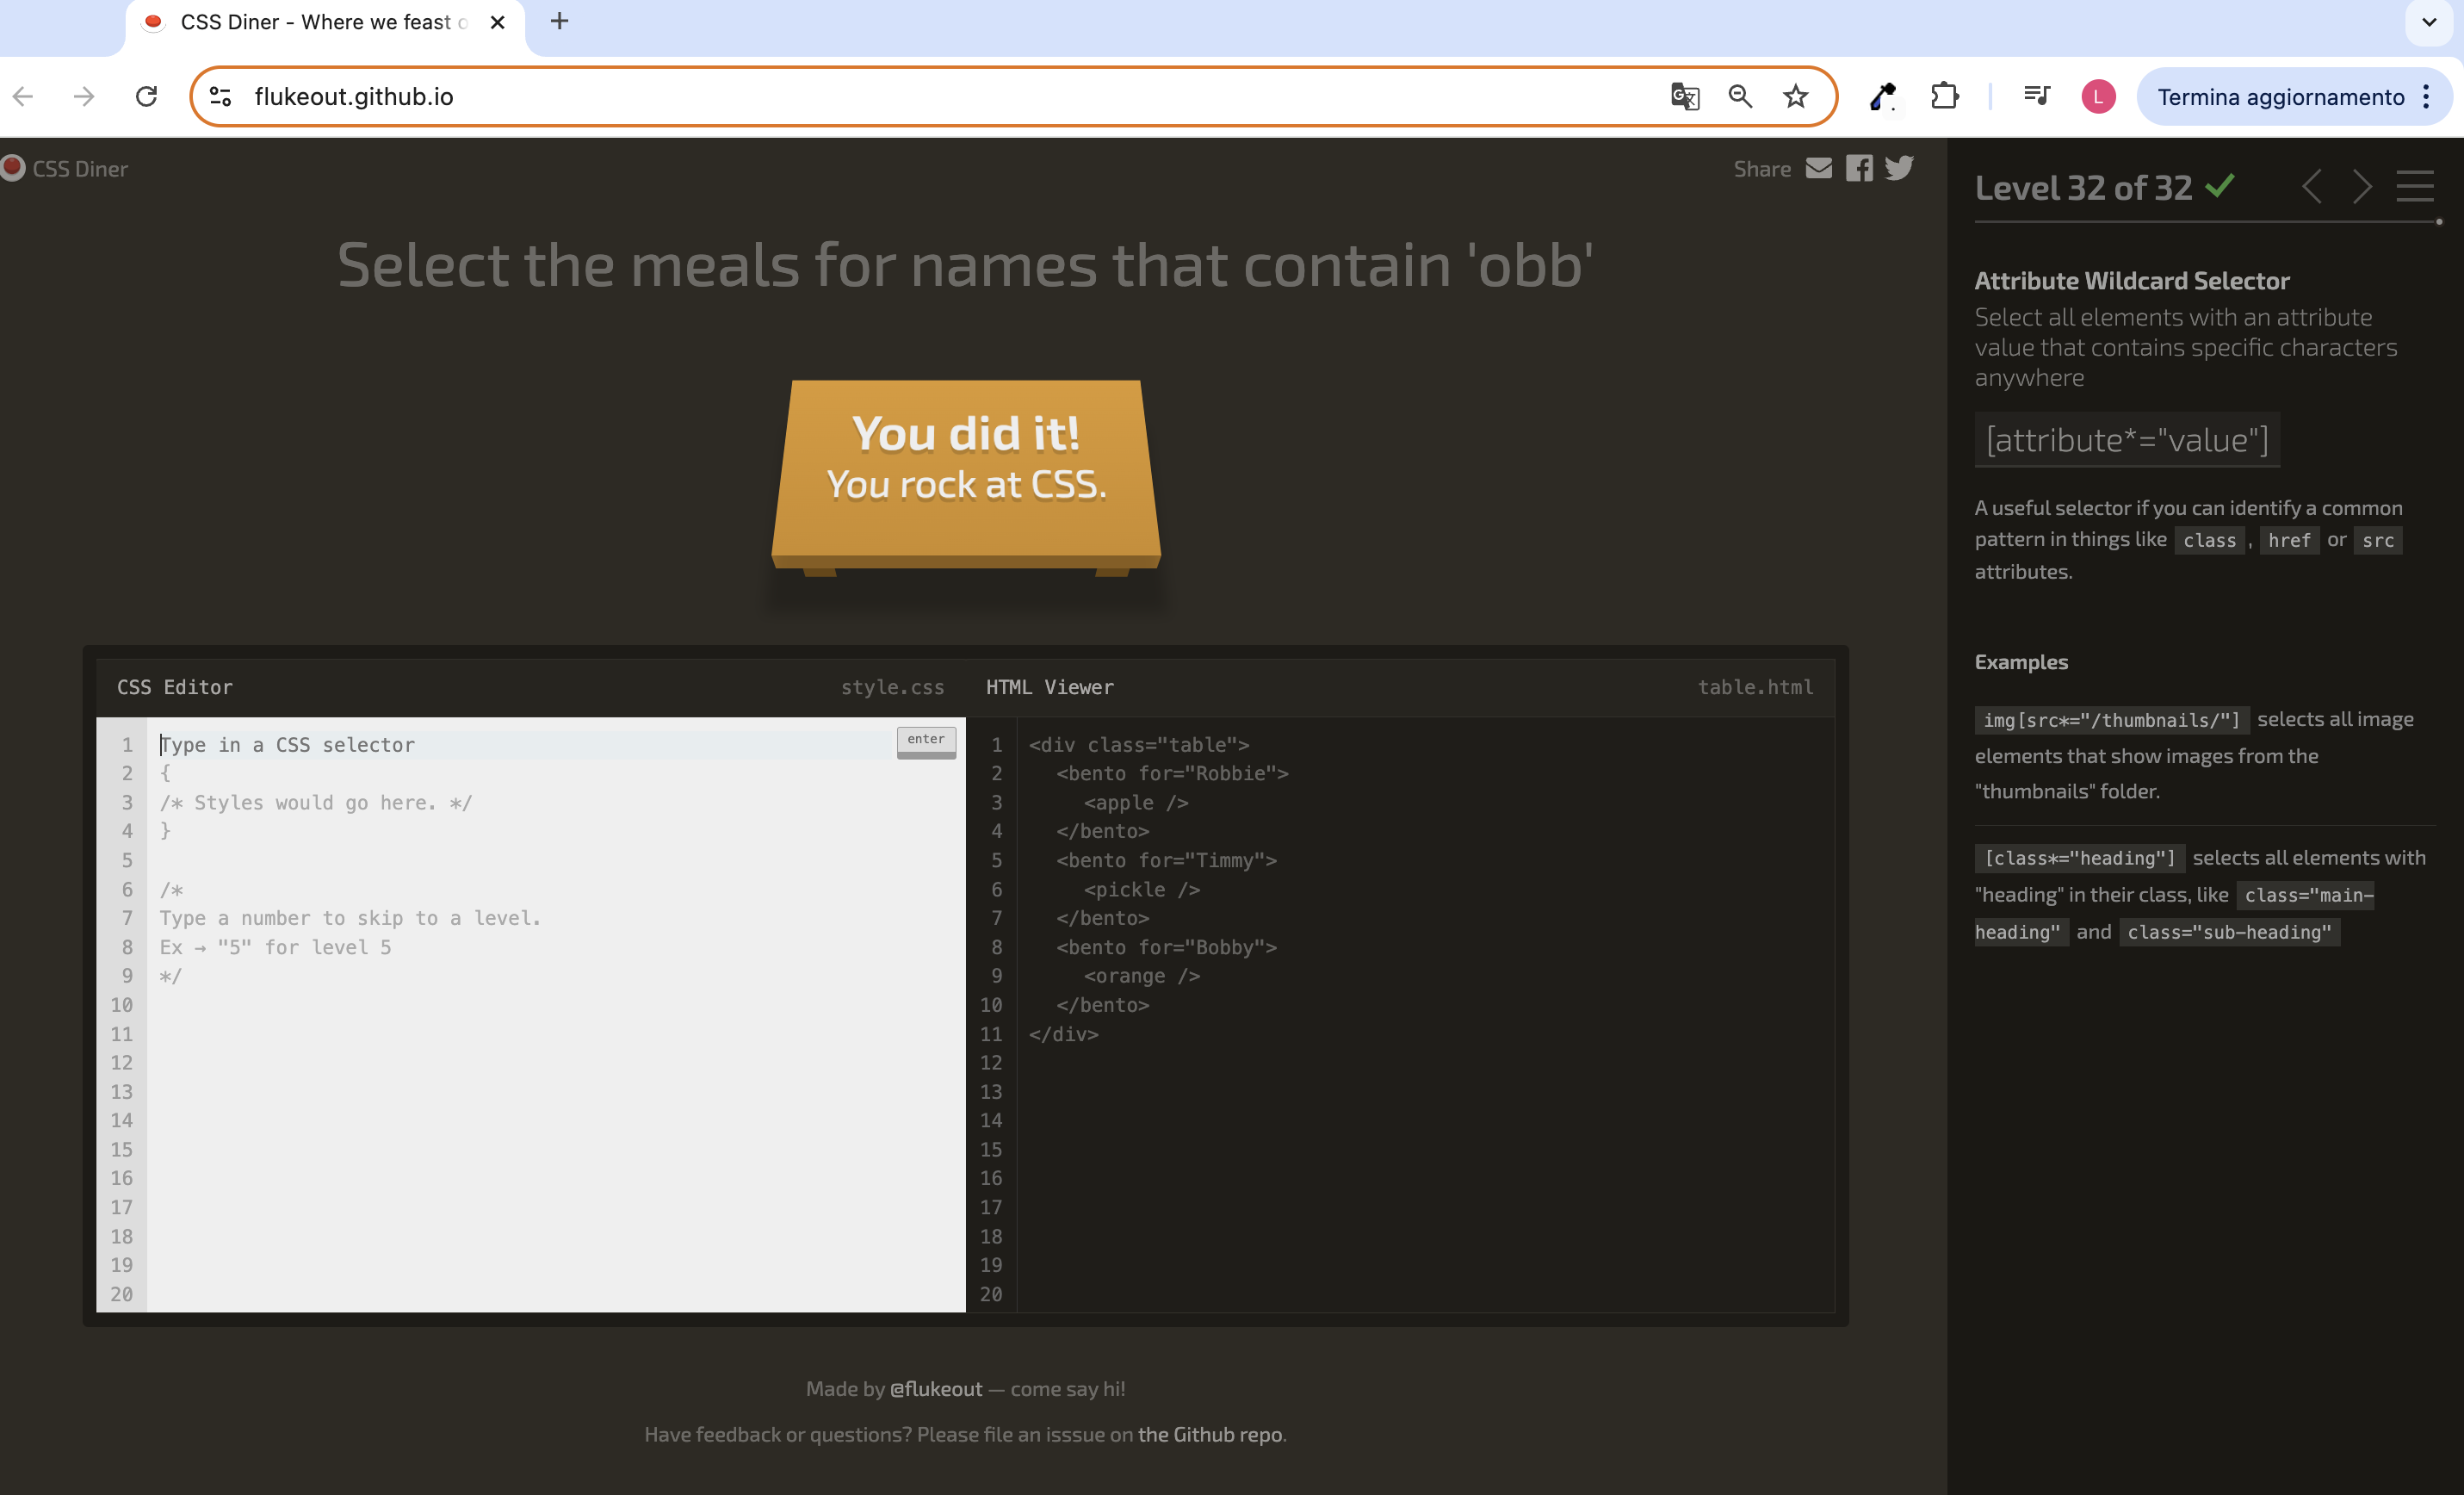 CSS Diner - Where we feast
flukeout.github.io
L
Termina aggiornamento
CSS Diner
Share
Level 32 of 32
Select the meals for names that contain 'obb'
You did it!
You rock at CSS.
Attribute Wildcard Selector
Select all elements with an attribute
value that contains specific characters
anywhere
[attribute*="value"]
A useful selector if you can identify a common
pattern in things like class , href or src
attributes.
Examples
img[src*="/thumbnails/"] selects all image
elements that show images from the
"thumbnails" folder.
[class*="heading"] selects all elements with
"heading" in their class, like class="main-
heading" and class="sub-heading"
CSS Editor
style.css
1 Type in a CSS selector
enter
2 {
3 /* Styles would go here. */
4 }
5
6 /*
7 Type a number to skip to a level.
8 Ex → "5" for level 5
9 */
10
11
12
13
14
15
16
17
18
19
20
HTML Viewer
table.html
1 <div class="table">
2 <bento for="Robbie">
3 <apple />
4 </bento>
5 <bento for="Timmy">
6 <pickle />
7 </bento>
8 <bento for="Bobby">
9 <orange />
10 </bento>
11 </div>
12
13
14
15
16
17
18
19
20
Made by @flukeout — come say hi!
Have feedback or questions? Please file an isssue on the Github repo.